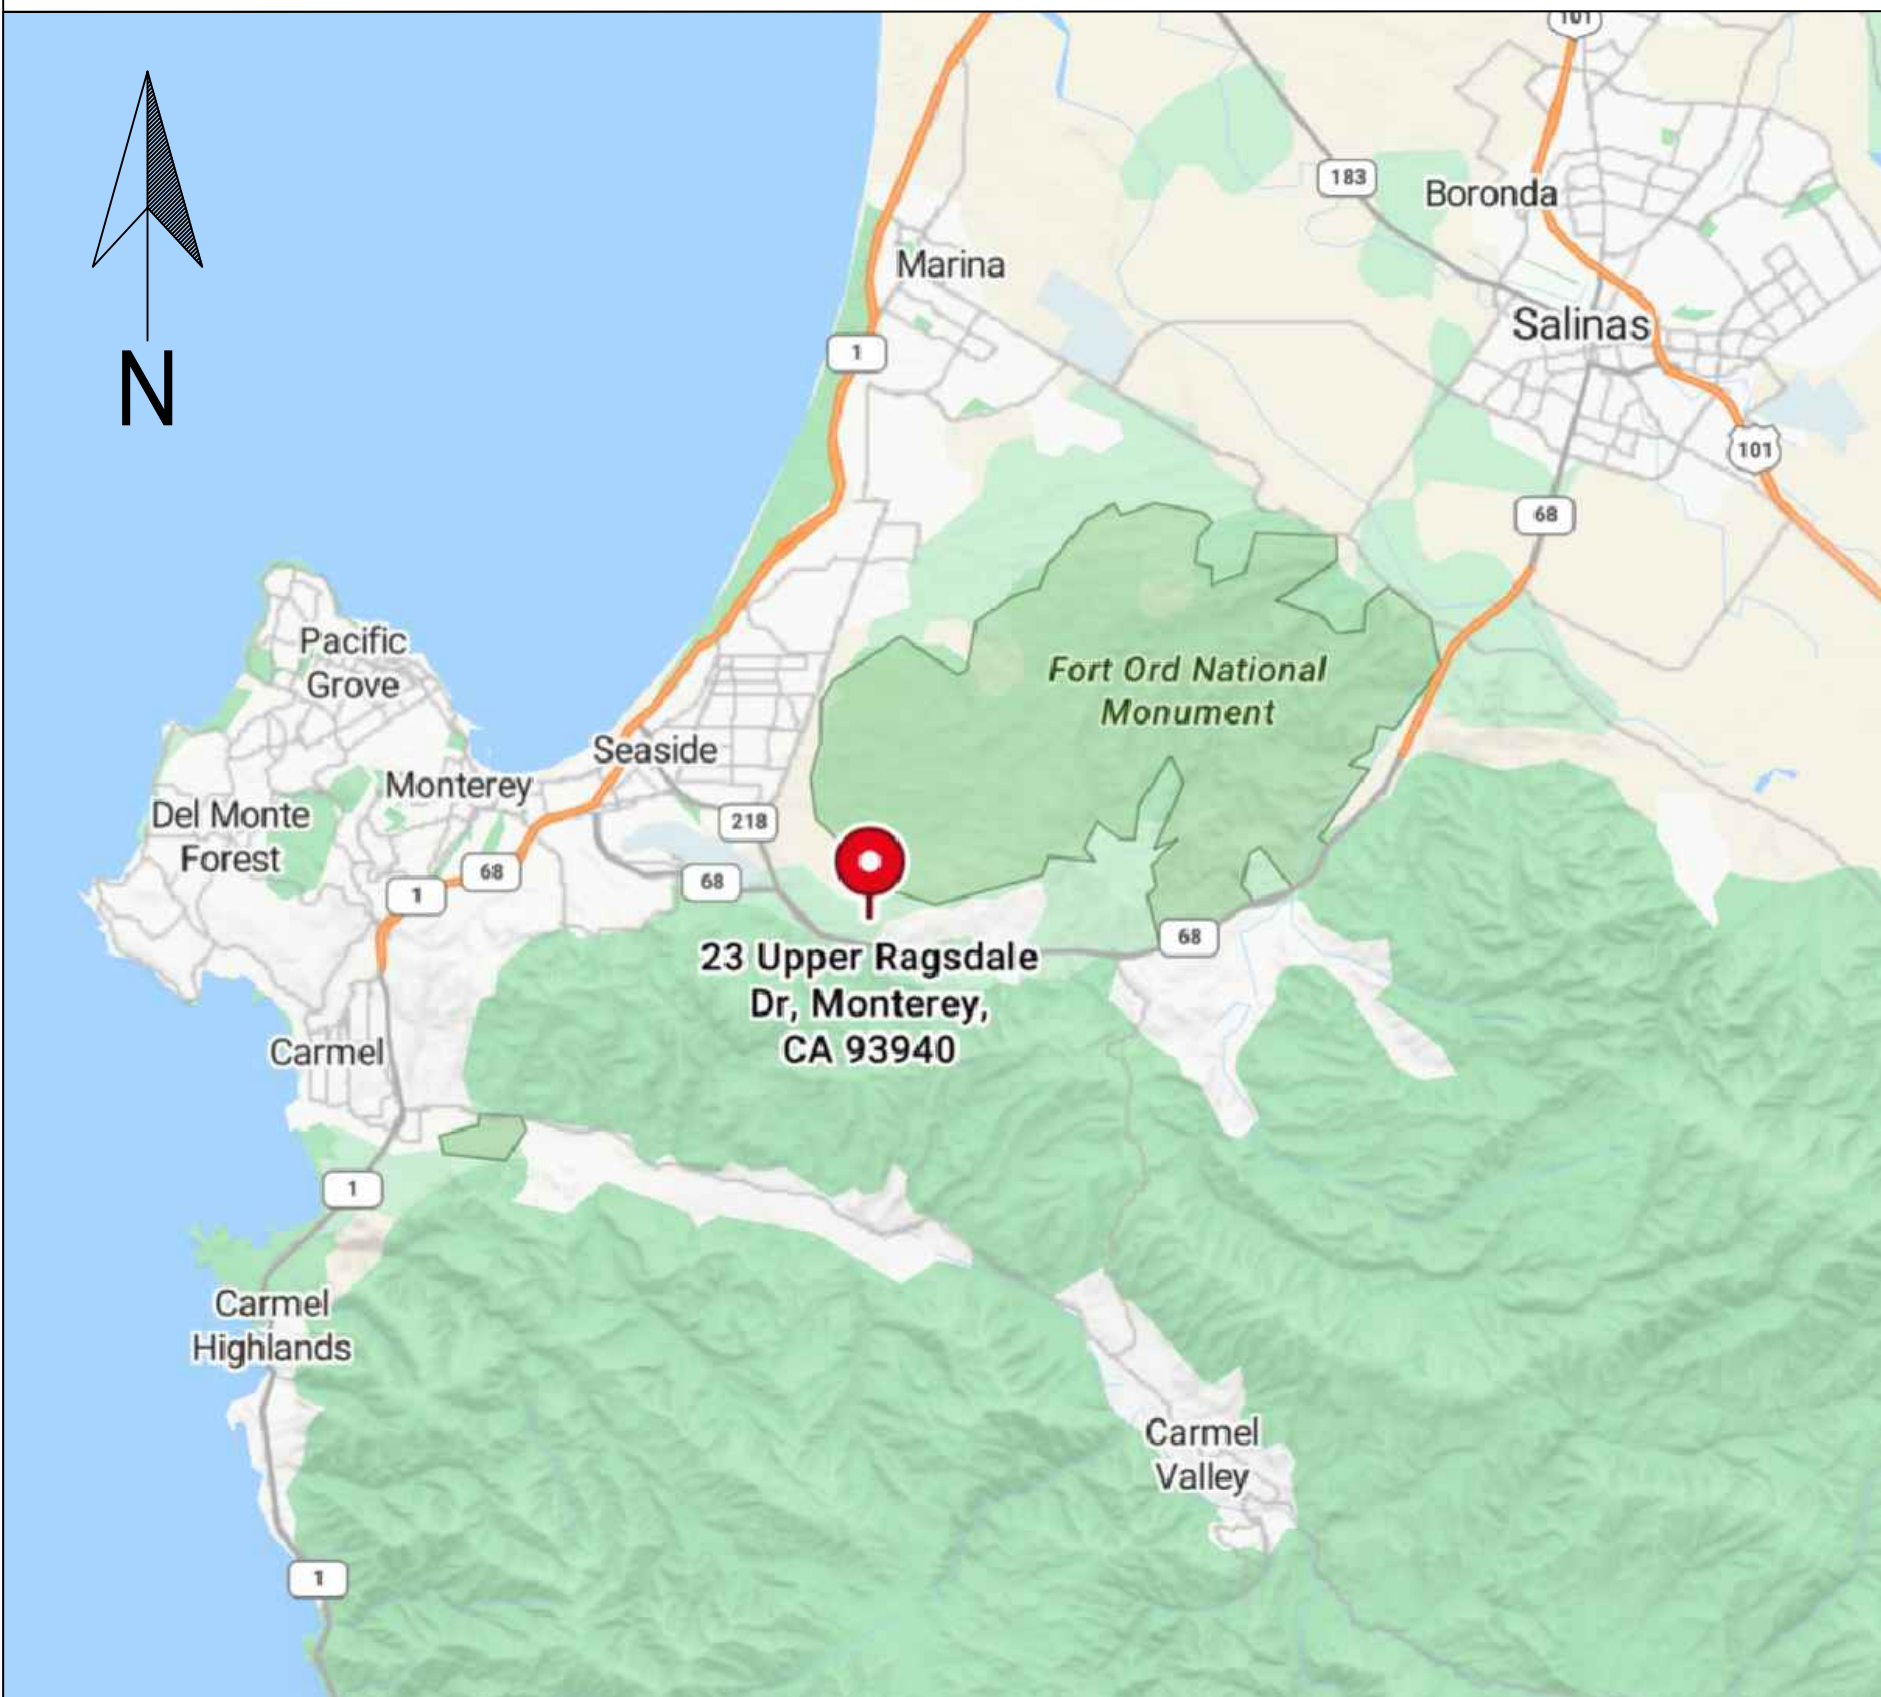 101
183
Boronda
Marina
Salinas
1
N
101
68
Pacific
Grove
Fort Ord National
Monument
Seaside
Monterey
Del Monte
Forest
218
68
1
68
68
23 Upper Ragsdale
Dr, Monterey,
CA 93940
Carmel
1
Carmel
Highlands
Carmel
Valley
1